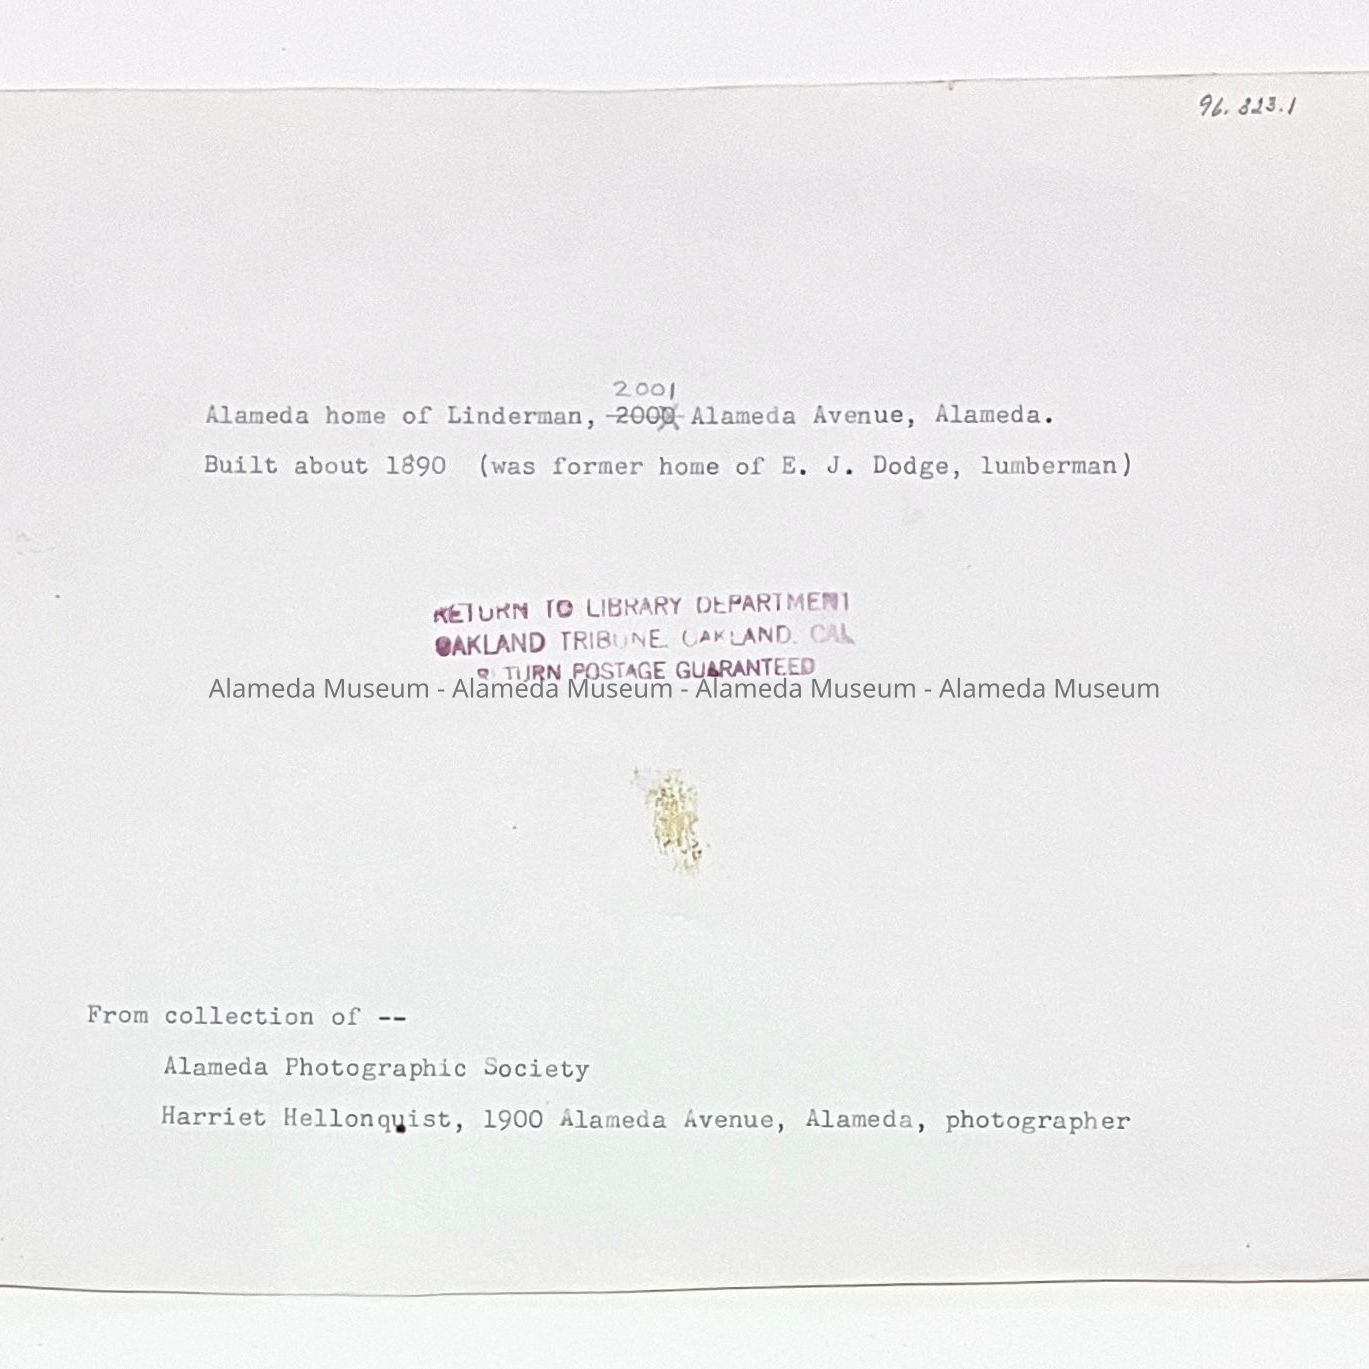 96.323.1
2001
Alameda home of Linderman, 2000 Alameda Avenue, Alameda.
Built about 1890 (was former home of E. J. Dodge, lumberman)
RETURN TO LIBRARY DEPARTMENT
OAKLAND TRIBUNE. OAKLAND. CAL
RETURN POSTAGE GUARANTEED
Alameda Museum - Alameda Museum - Alameda Museum - Alameda Museum
From collection of --
Alameda Photographic Society
Harriet Hellonquist, 1900 Alameda Avenue, Alameda, photographer